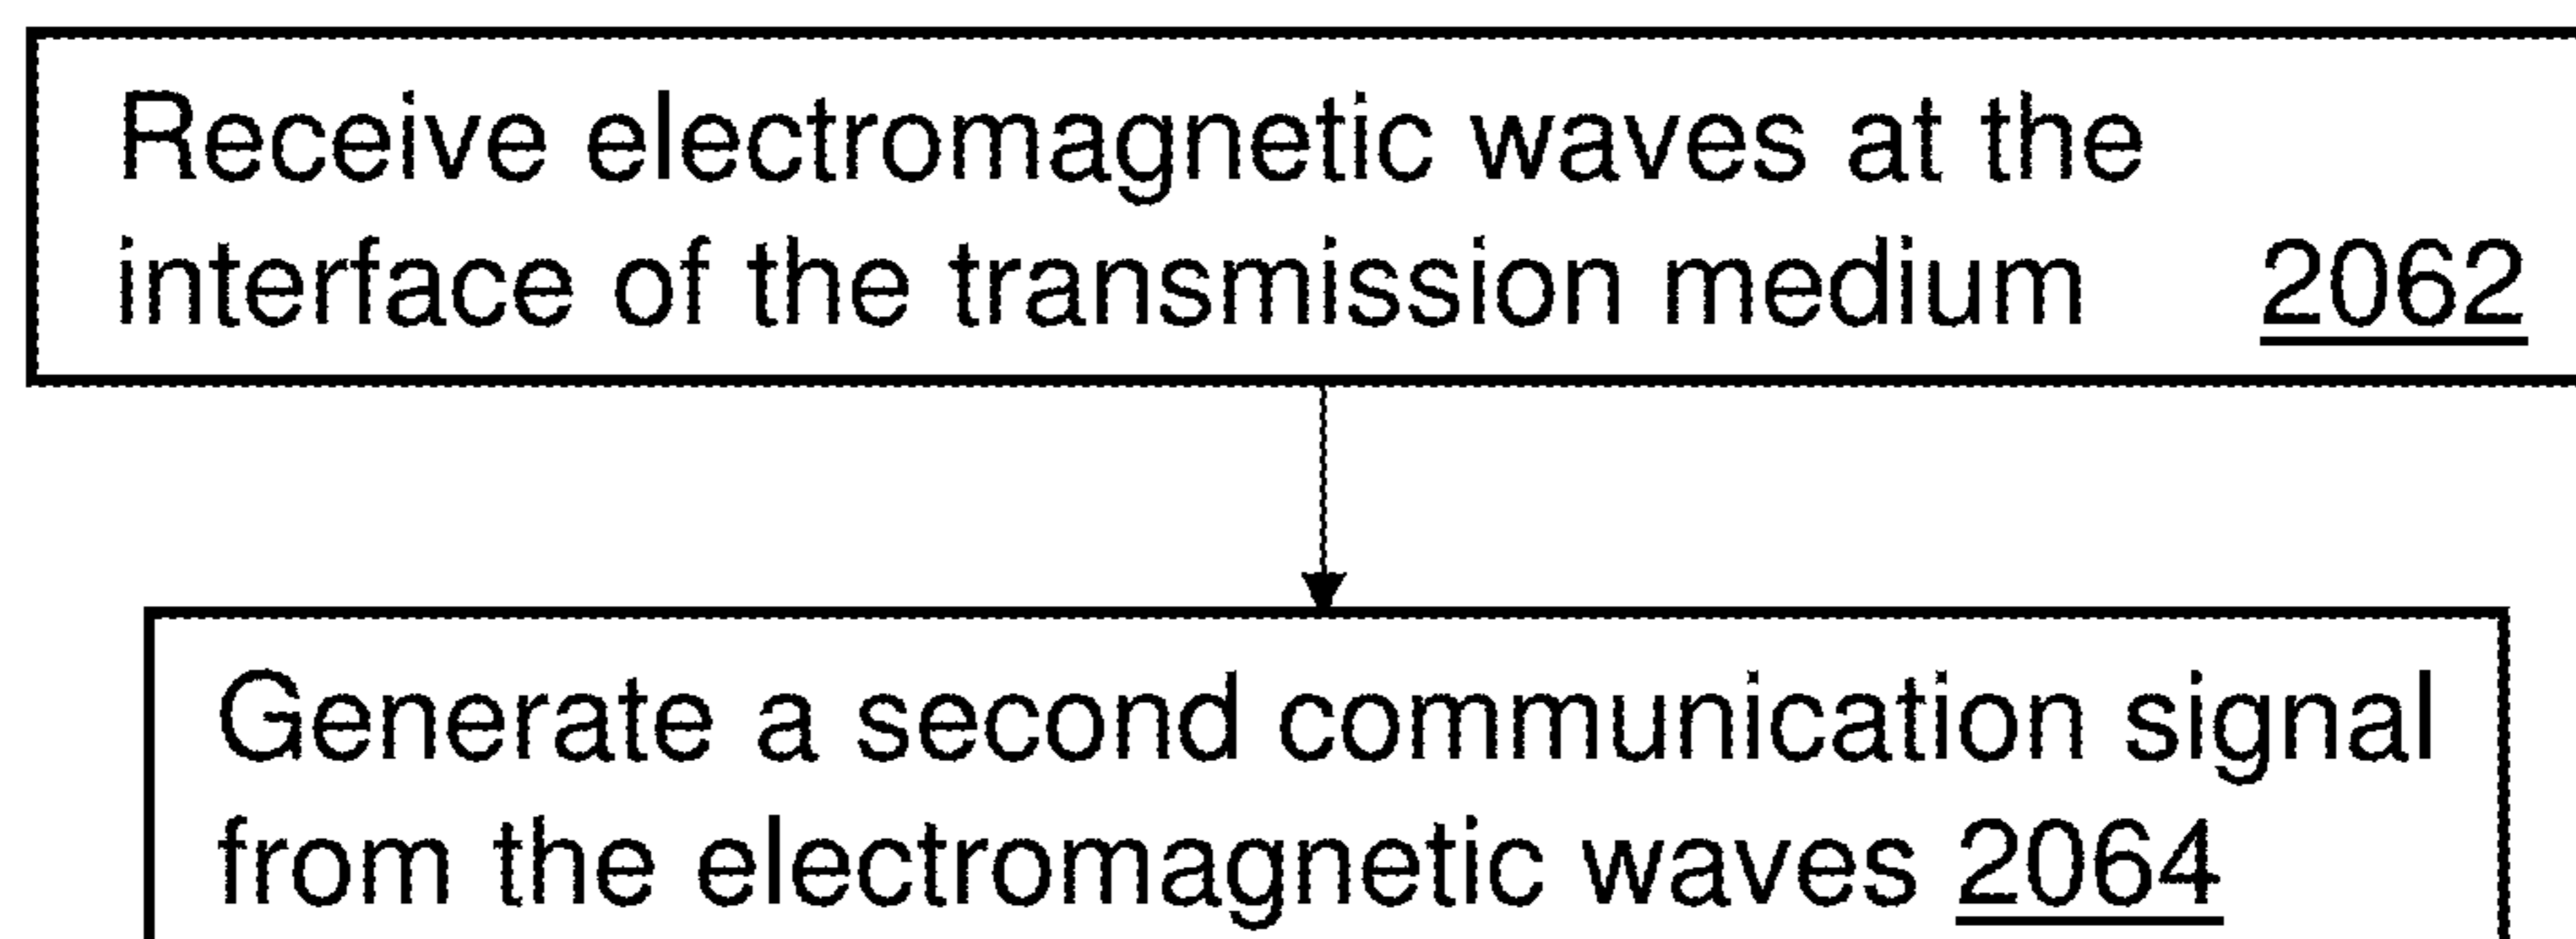 Receive electromagnetic waves at the
interface of the transmission medium 2062
Generate a second communication signal
from the electromagnetic waves 2064